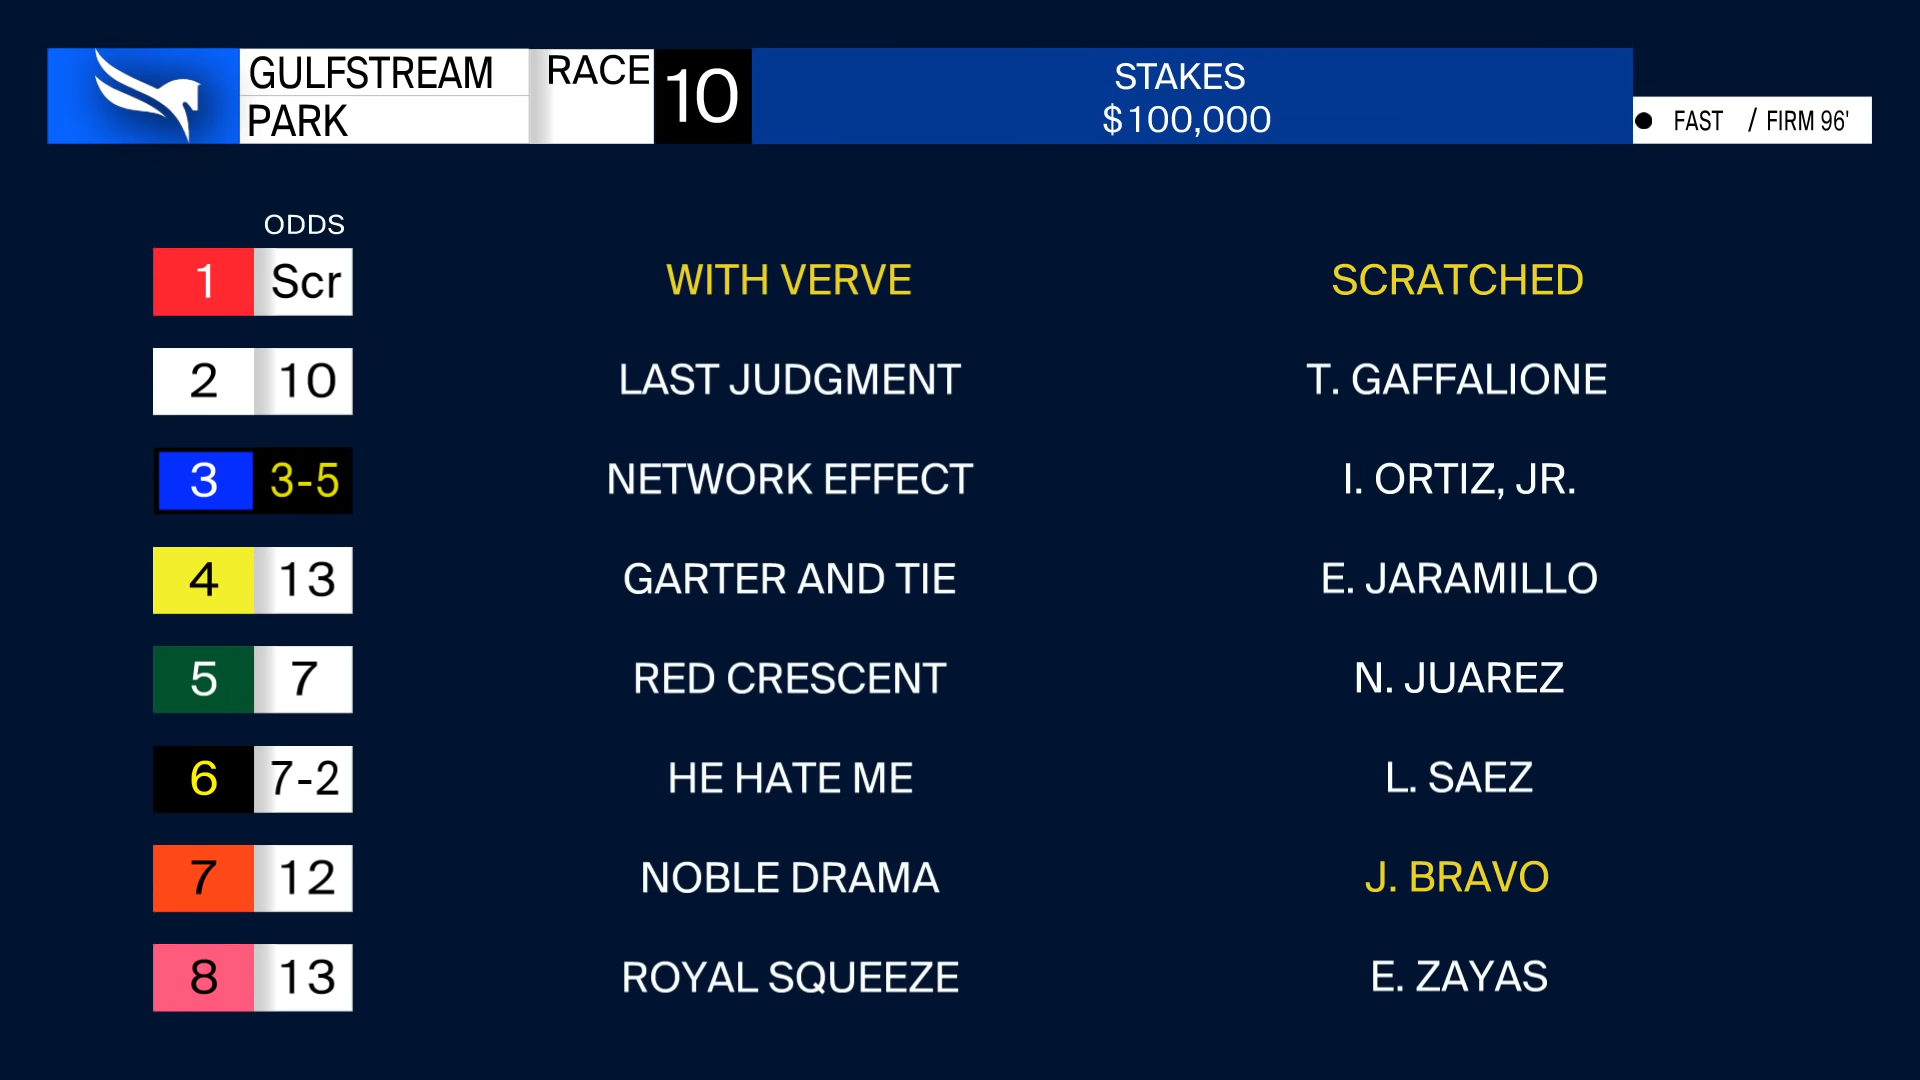 GULFSTREAM
PARK
RACE
10
STAKES
$100,000
FAST / FIRM 96'
ODDS
1 Scr WITH VERVE SCRATCHED
2 10 LAST JUDGMENT T. GAFFALIONE
3 3-5 NETWORK EFFECT I. ORTIZ, JR.
4 13 GARTER AND TIE E. JARAMILLO
5 7 RED CRESCENT N. JUAREZ
6 7-2 HE HATE ME L. SAEZ
7 12 NOBLE DRAMA J. BRAVO
8 13 ROYAL SQUEEZE E. ZAYAS